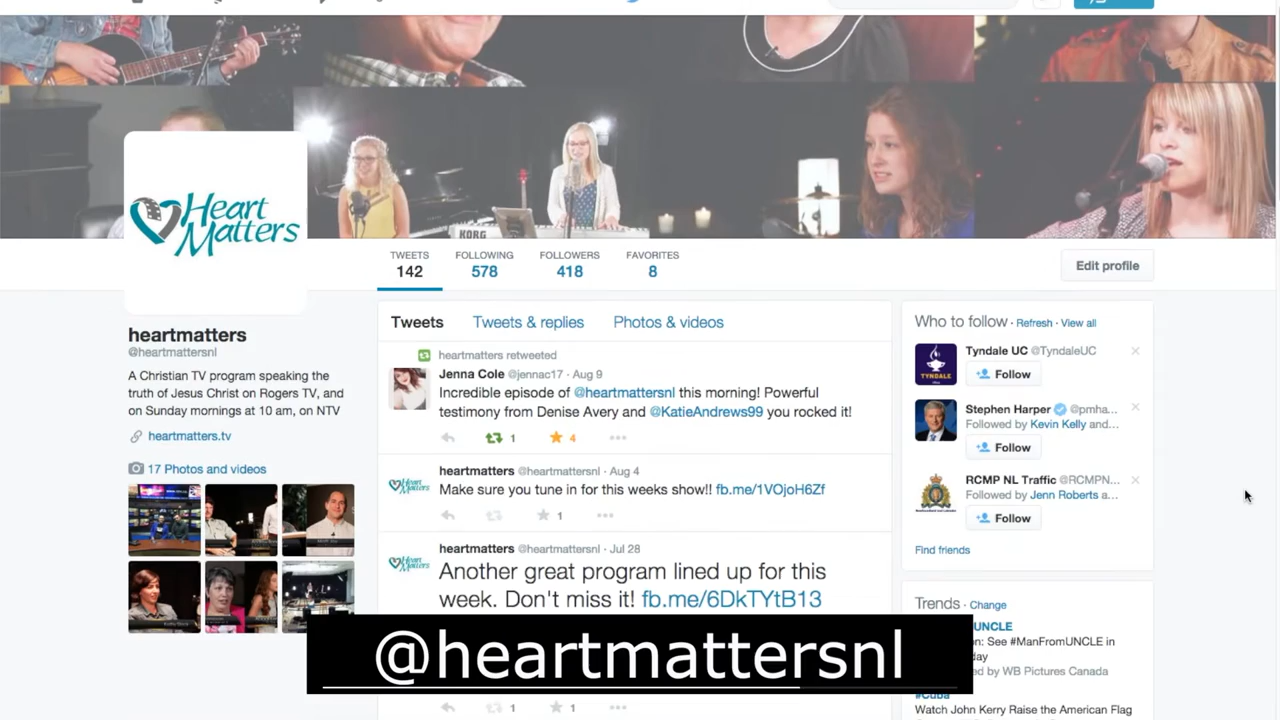 KORG
Heart
Matters
TWEETS
142
FOLLOWING
578
FOLLOWERS
418
FAVORITES
8
Edit profile
heartmatters
@heartmattersnl
A Christian TV program speaking the
truth of Jesus Christ on Rogers TV, and
on Sunday mornings at 10 am, on NTV
heartmatters.tv
17 Photos and videos
Tweets
Tweets & replies
Photos & videos
heartmatters retweeted
Jenna Cole @jennac17 · Aug 9
Incredible episode of @heartmattersnl this morning! Powerful
testimony from Denise Avery and @KatieAndrews99 you rocked it!
1
4
heartmatters @heartmattersnl · Aug 4
Make sure you tune in for this weeks show!! fb.me/1VOjoH6Zf
1
heartmatters @heartmattersnl · Jul 28
Another great program lined up for this
week. Don't miss it! fb.me/6DkTYtB13
1
1
Who to follow · Refresh · View all
Tyndale UC @TyndaleUC
TYNDALE
Follow
Stephen Harper @pmha...
Followed by Kevin Kelly and...
Follow
RCMP NL Traffic @RCMPN...
Followed by Jenn Roberts a...
Follow
Find friends
Trends · Change
UNCLE
on: See #ManFromUNCLE in
day
ed by WB Pictures Canada
#Cuba
Watch John Kerry Raise the American Flag
@heartmattersnl